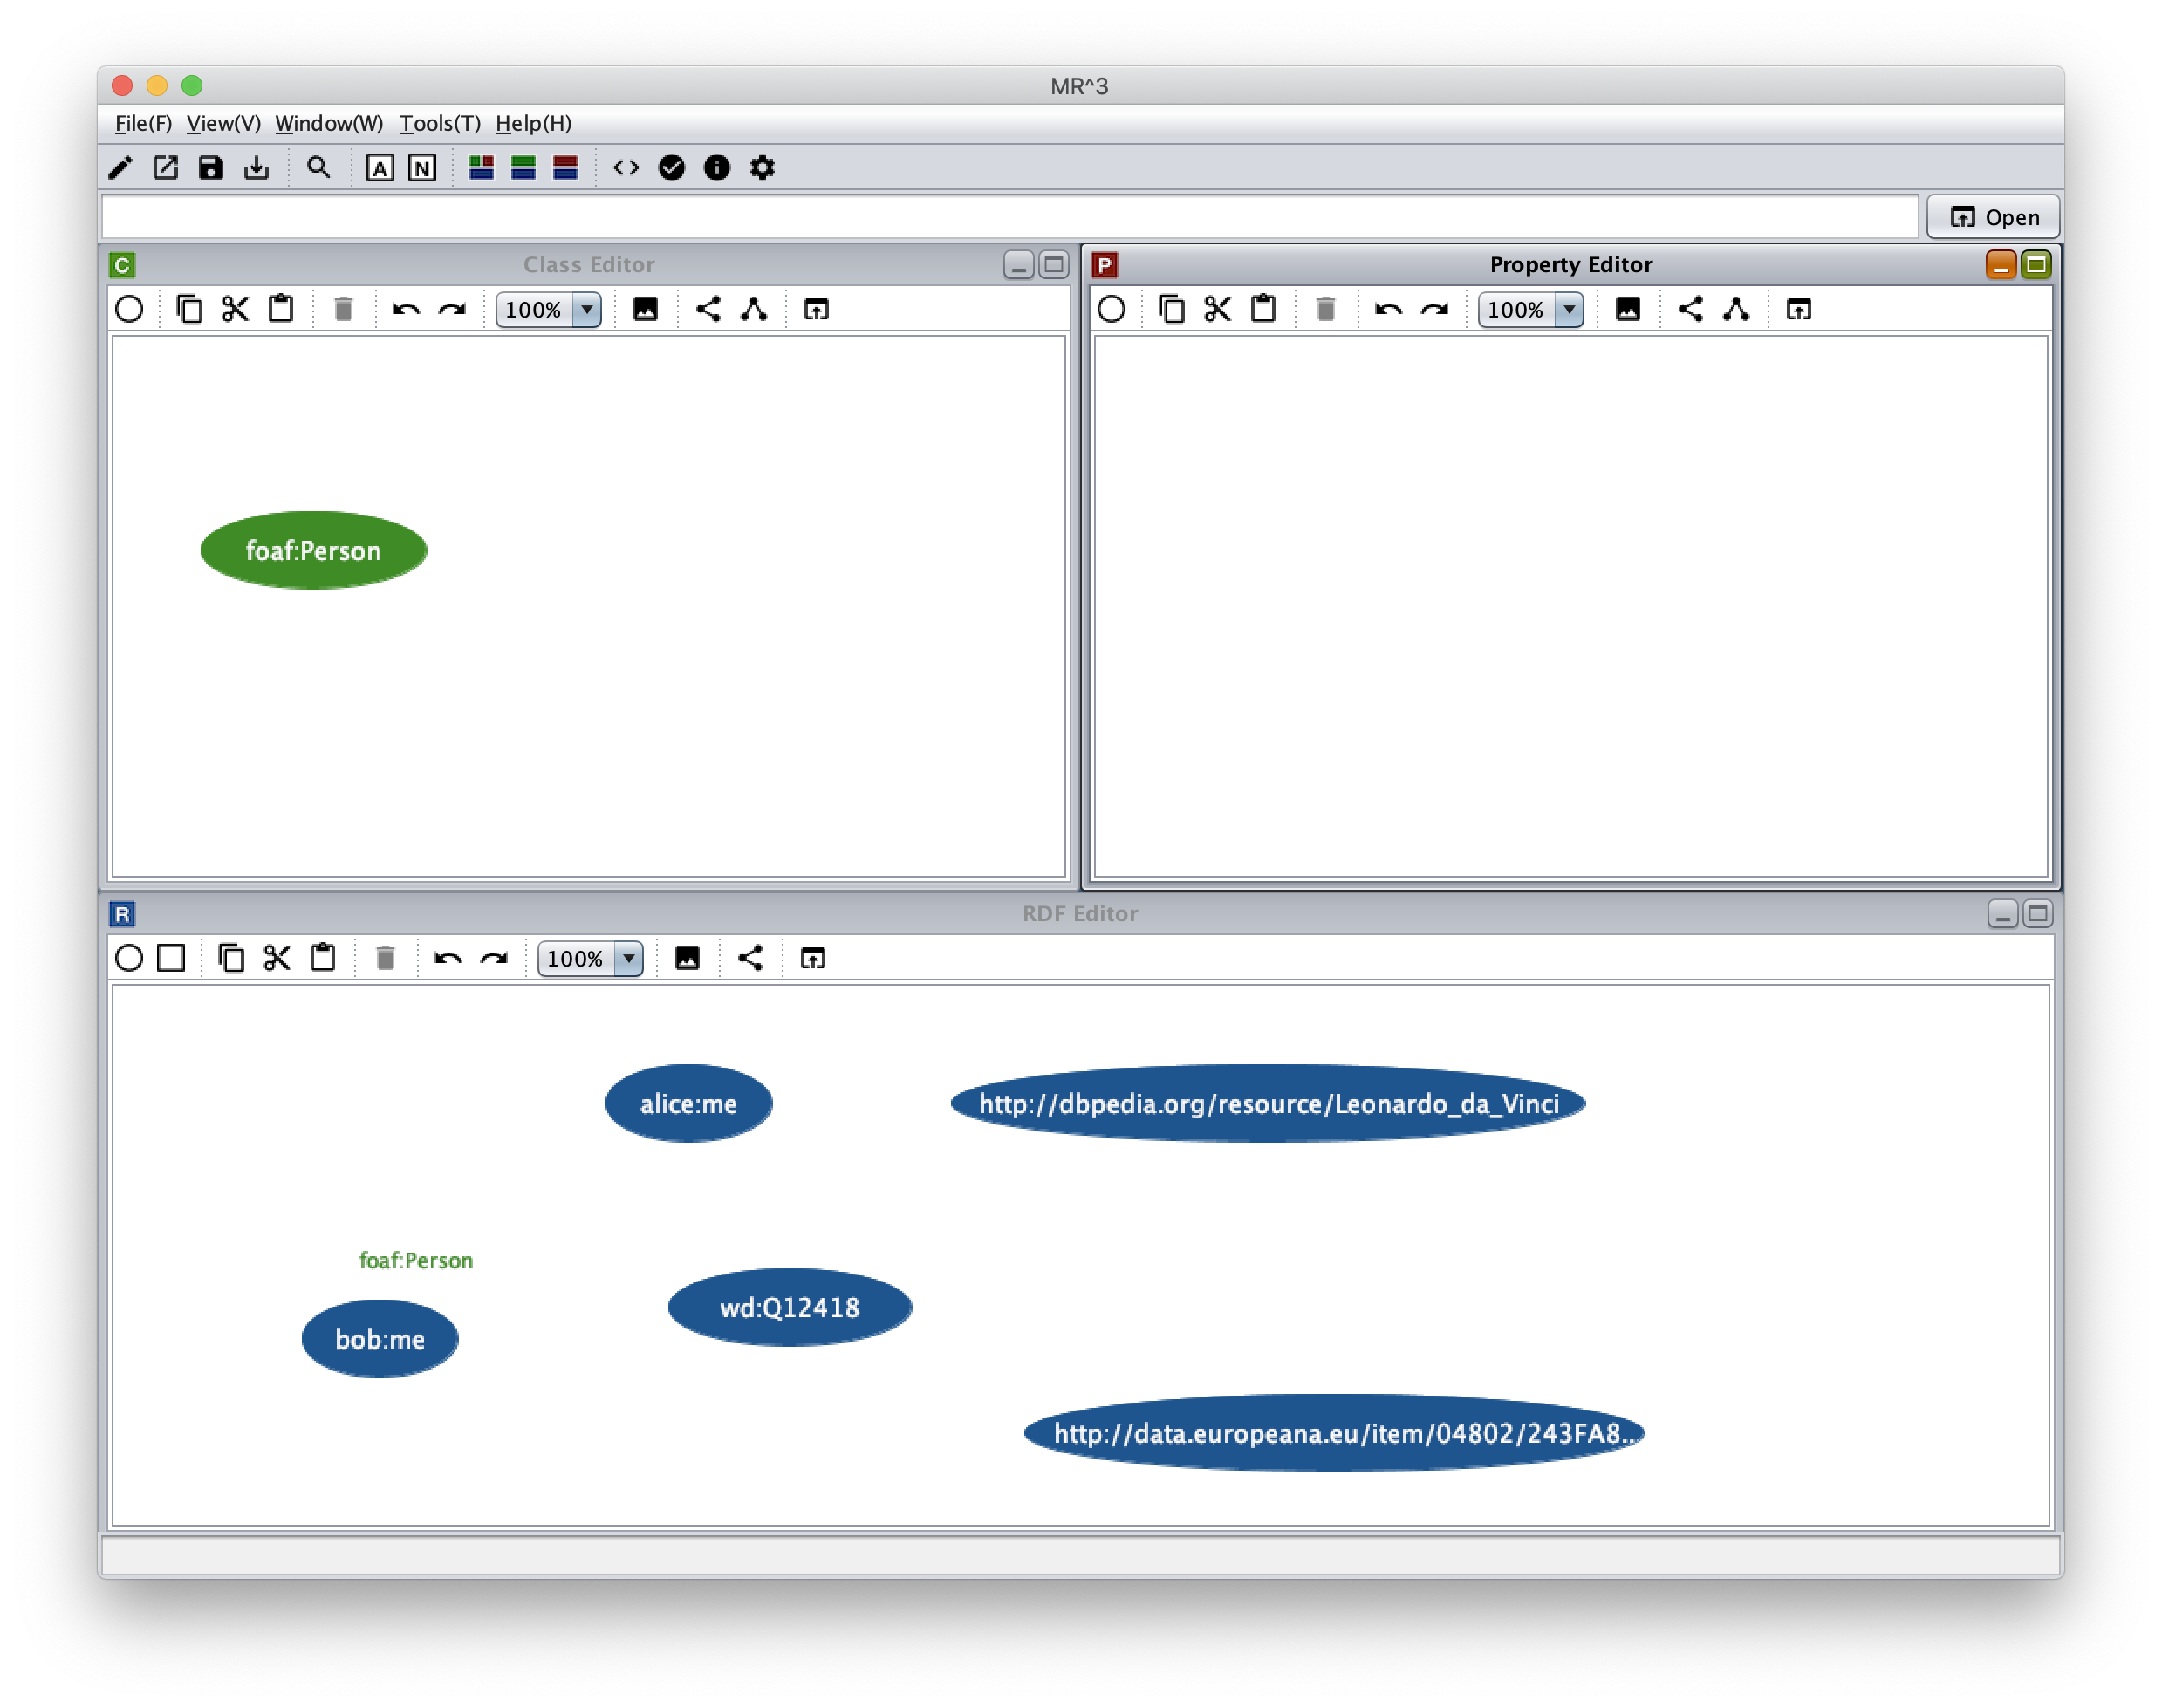 MR^3
File(F) View(V) Window(W) Tools(T) Help(H)
A N
Open
C Class Editor
P Property Editor
100%
100%
foaf:Person
R RDF Editor
100%
alice:me
http://dbpedia.org/resource/Leonardo_da_Vinci
foaf:Person
wd:Q12418
bob:me
http://data.europeana.eu/item/04802/243FA8...